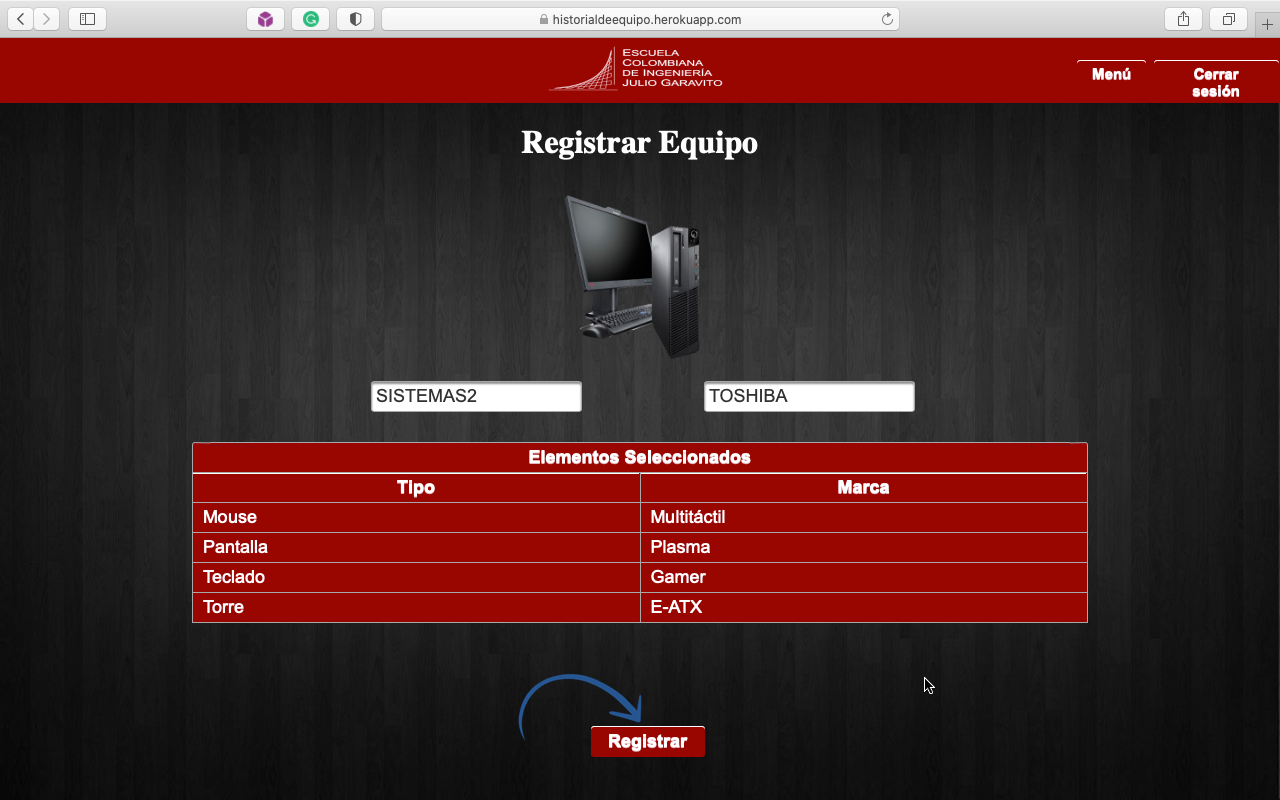 historialdeequipo.herokuapp.com
ESCUELA
COLOMBIANA
DE INGENIERÍA
JULIO GARAVITO
Menú
Cerrar
sesión
Registrar Equipo
SISTEMAS2
TOSHIBA
Elementos Seleccionados
Tipo
Marca
Mouse
Multitáctil
Pantalla
Plasma
Teclado
Gamer
Torre
E-ATX
Registrar